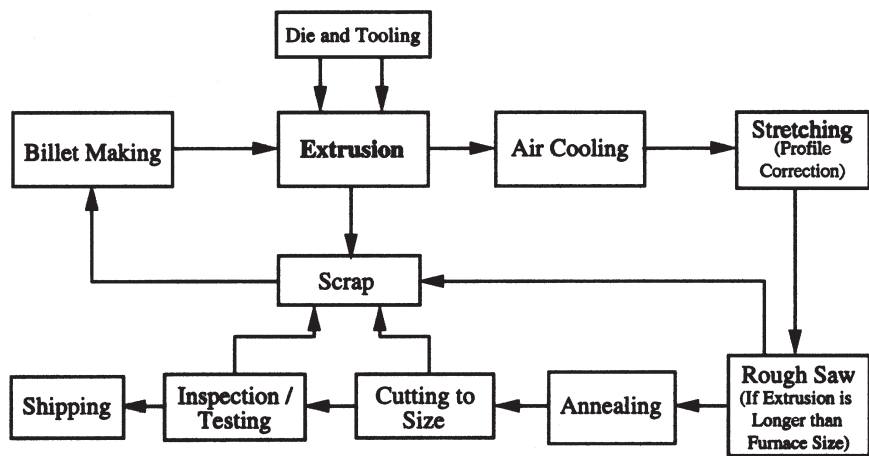 Die and Tooling
Billet Making
Extrusion
Air Cooling
Stretching
(Profile
Correction)
Scrap
Shipping
Inspection /
Testing
Cutting to
Size
Annealing
Rough Saw
(If Extrusion is
Longer than
Furnace Size)